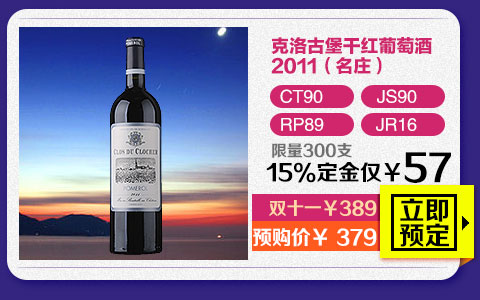 克洛古堡干红葡萄酒
2011（名庄）
CT90 JS90
RP89 JR16
限量300支
15%定金仅￥57
双十一￥389
预购价￥379
立即
预定
CLOS DU CLOCHER
POMEROL